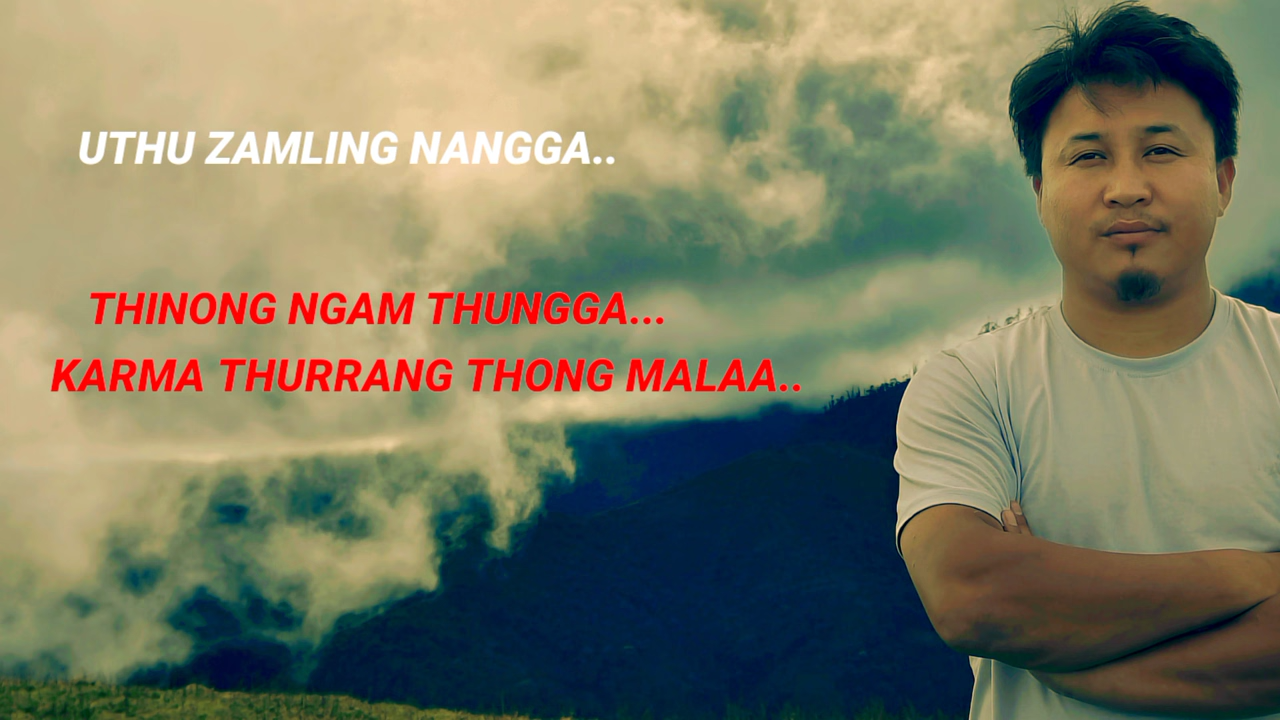 UTHU ZAMLING NANGGA..
THINONG NGAM THUNGGA...
KARMA THURRANG THONG MALAA..